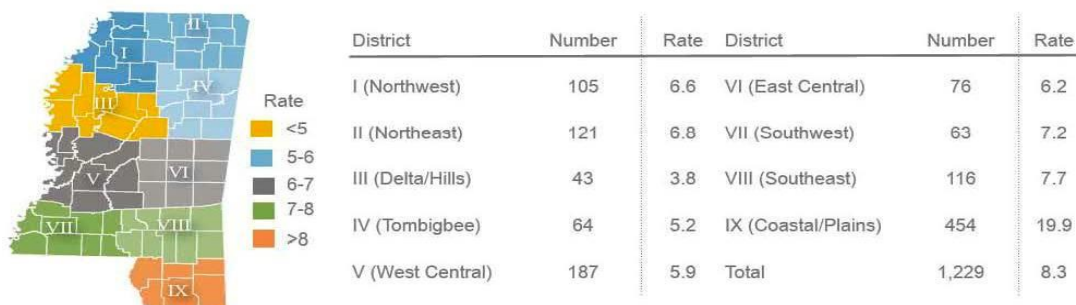 I
II
III
IV
V
VI
VII
VIII
IX
Rate
<5
5-6
6-7
7-8
>8
District Number Rate District Number Rate
I (Northwest) 105 6.6 VI (East Central) 76 6.2
II (Northeast) 121 6.8 VII (Southwest) 63 7.2
III (Delta/Hills) 43 3.8 VIII (Southeast) 116 7.7
IV (Tombigbee) 64 5.2 IX (Coastal/Plains) 454 19.9
V (West Central) 187 5.9 Total 1,229 8.3